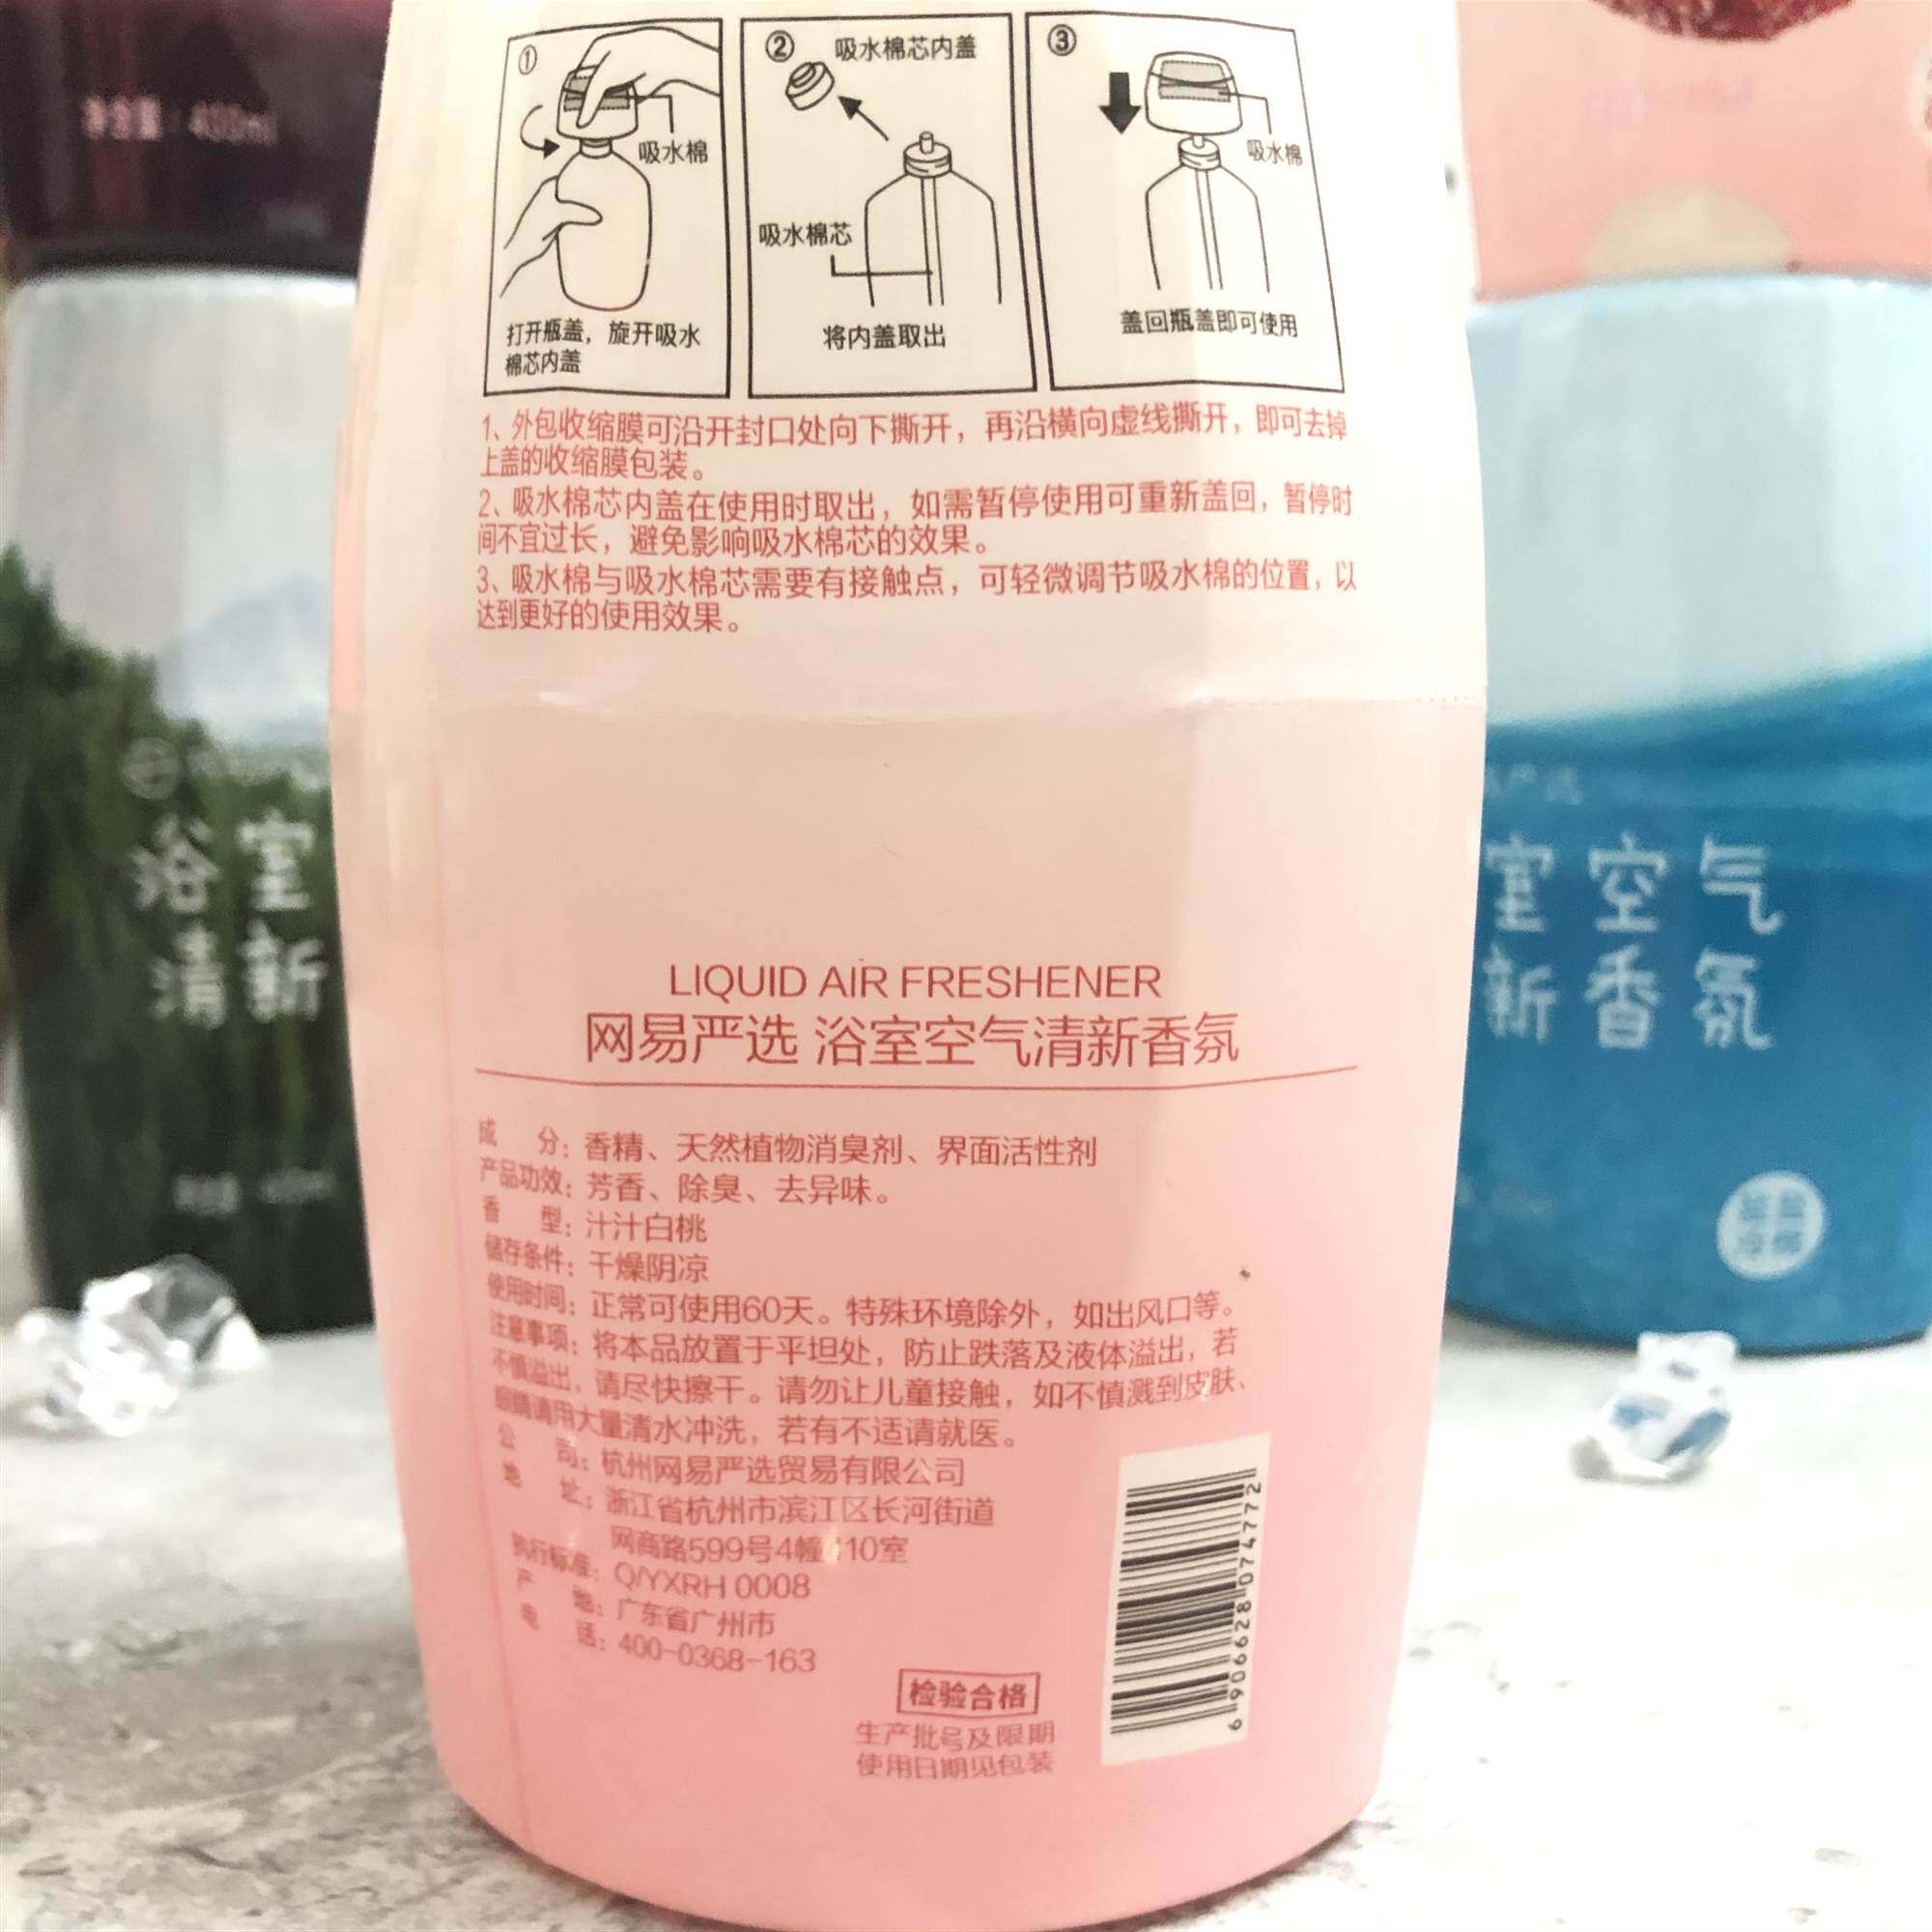 净含量：400ml
①
吸水棉
打开瓶盖，旋开吸水
棉芯内盖
②
吸水棉芯内盖
吸水棉芯
将内盖取出
③
吸水棉
盖回瓶盖即可使用
1、外包收缩膜可沿开封口处向下撕开，再沿横向虚线撕开，即可去掉
上盖的收缩膜包装。
2、吸水棉芯内盖在使用时取出，如需暂停使用可重新盖回，暂停时
间不宜过长，避免影响吸水棉芯的效果。
3、吸水棉与吸水棉芯需要有接触点，可轻微调节吸水棉的位置，以
达到更好的使用效果。
浴室
清新
室空气
新香氛
LIQUID AIR FRESHENER
网易严选 浴室空气清新香氛
成 分：香精、天然植物消臭剂、界面活性剂
产品功效：芳香、除臭、去异味。
香 型：汁汁白桃
储存条件：干燥阴凉
使用时间：正常可使用60天。特殊环境除外，如出风口等。
注意事项：将本品放置于平坦处，防止跌落及液体溢出，若
不慎溢出，请尽快擦干。请勿让儿童接触，如不慎溅到皮肤、
眼睛请用大量清水冲洗，若有不适请就医。
公 司：杭州网易严选贸易有限公司
地 址：浙江省杭州市滨江区长河街道
网商路599号4幢410室
执行标准：Q/YXRH 0008
产 地：广东省广州市
电 话：400-0368-163
检验合格
生产批号及限期
使用日期见包装
6906628074772